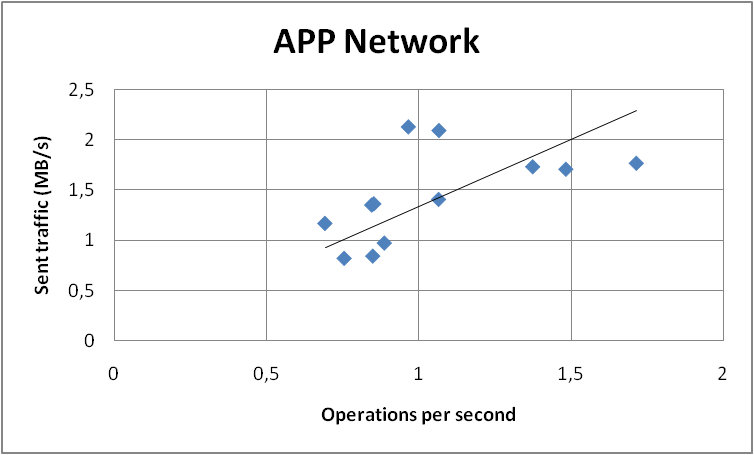 APP Network
Sent traffic (MB/s)
2,5
2
1,5
1
0,5
0
0 0,5 1 1,5 2
Operations per second